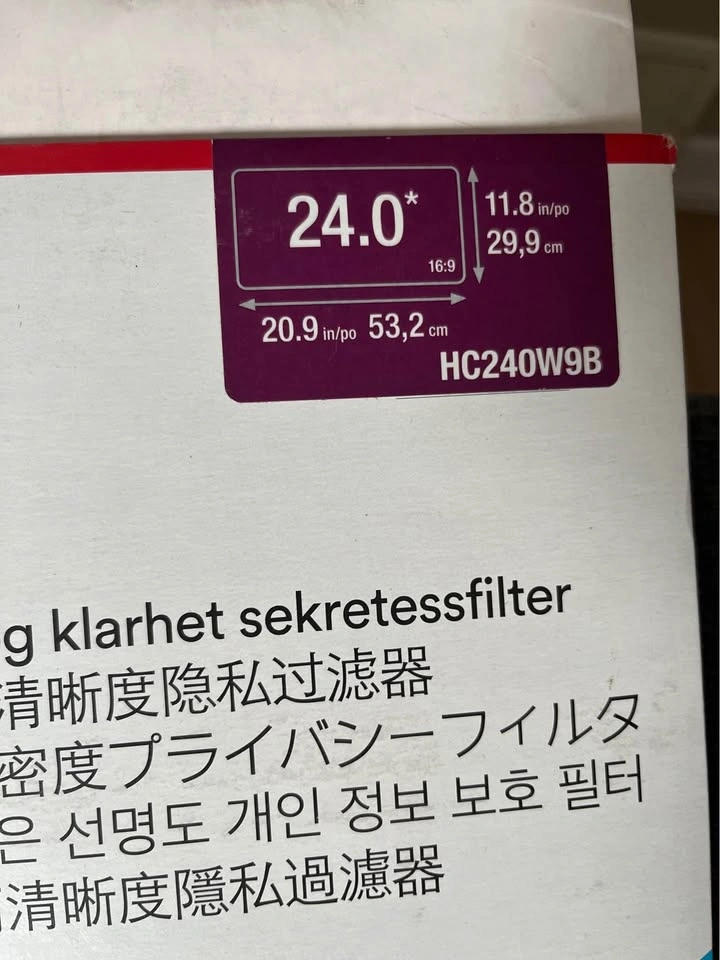 24.0*
16:9
11.8 in/po
29,9 cm
20.9 in/po 53,2 cm
HC240W9B
g klarhet sekretessfilter
清晰度隐私过滤器
密度プライバシーフィルタ
은 선명도 개인 정보 보호 필터
清晰度隱私過濾器